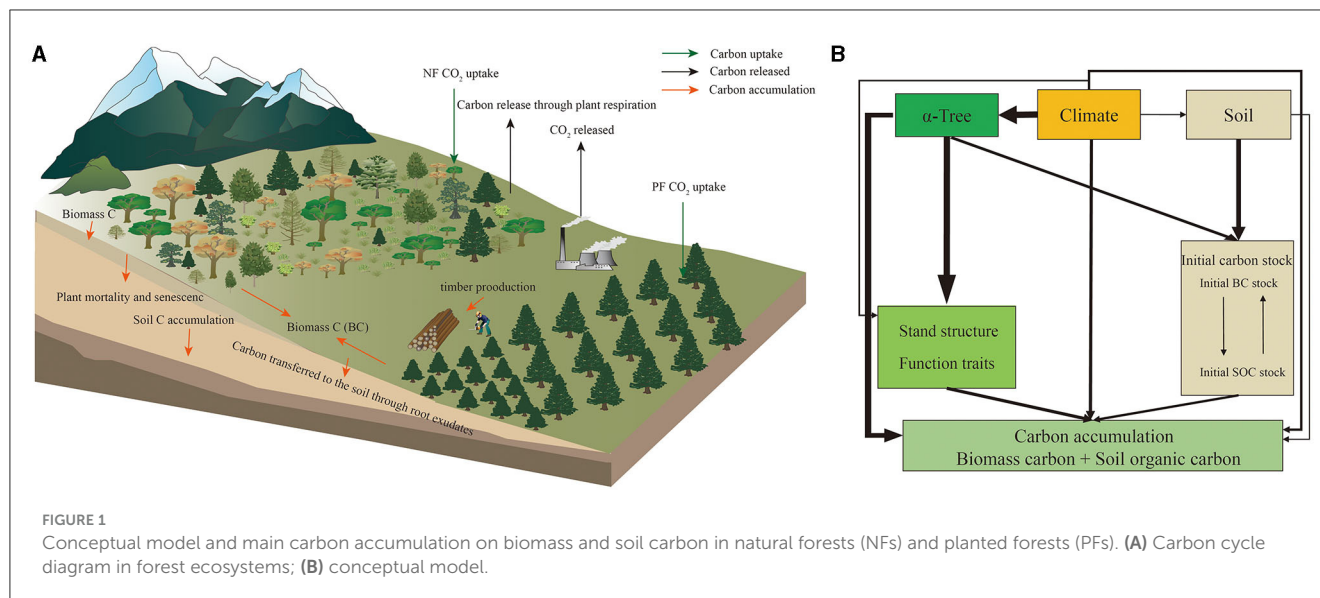 A
NF CO₂ uptake
Carbon uptake
Carbon released
Carbon accumulation
Carbon release through plant respiration
CO₂ released
PF CO₂ uptake
Biomass C
Plant mortality and senescenc
Soil C accumulation
Biomass C (BC)
timber prooduction
Carbon transferred to the soil through root exudates
B
α-Tree
Climate
Soil
Initial carbon stock
Initial BC stock
Initial SOC stock
Stand structure
Function traits
Carbon accumulation
Biomass carbon + Soil organic carbon
FIGURE 1
Conceptual model and main carbon accumulation on biomass and soil carbon in natural forests (NFs) and planted forests (PFs). (A) Carbon cycle
diagram in forest ecosystems; (B) conceptual model.